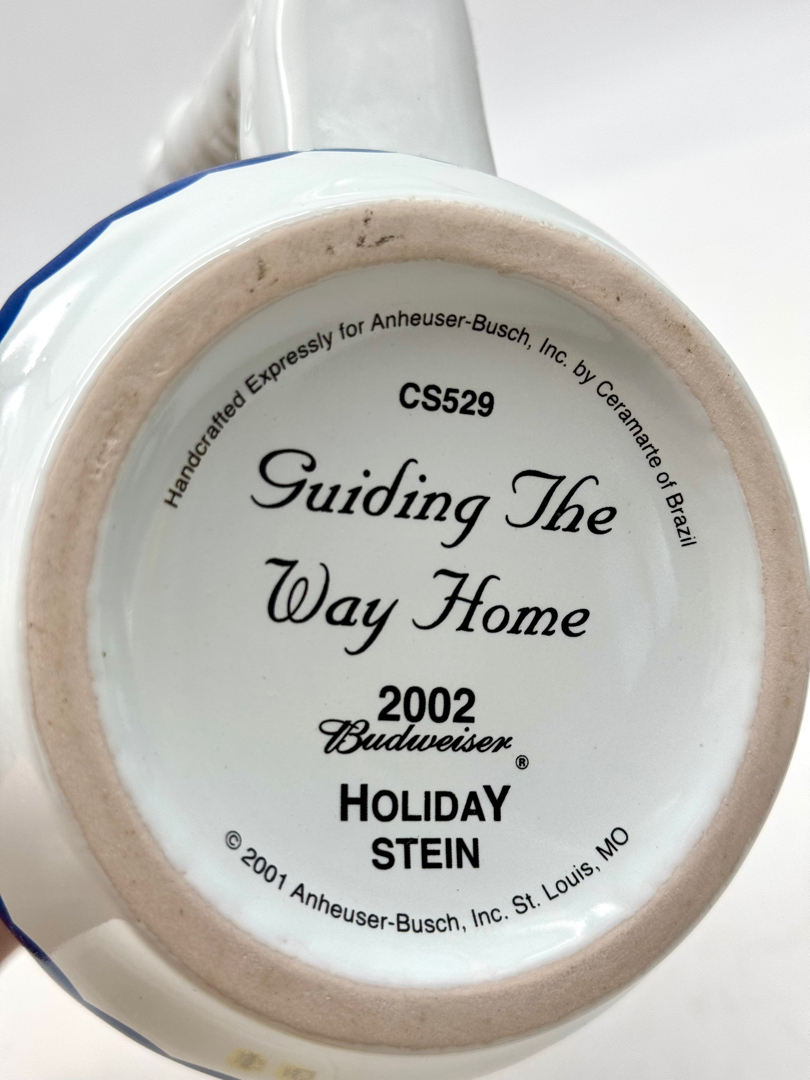 Handcrafted Expressly for Anheuser-Busch, Inc. by Ceramarte of Brazil
CS529
Guiding The
Way Home
2002
Budweiser®
HOLIDAY
STEIN
© 2001 Anheuser-Busch, Inc. St. Louis, MO